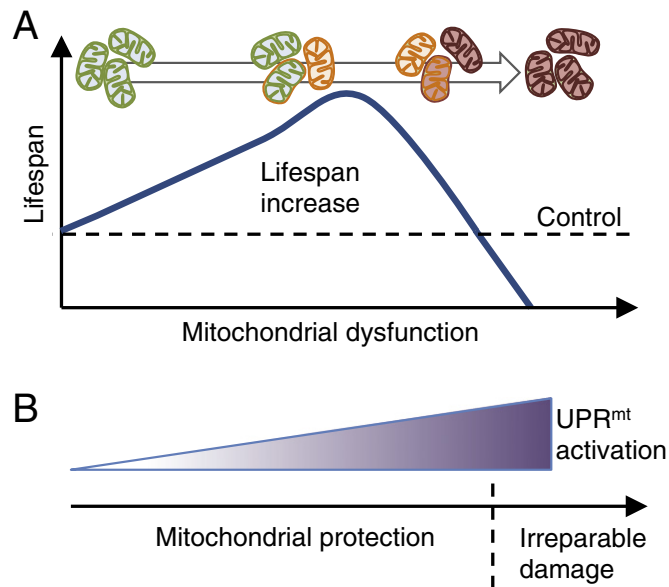 A
Lifespan
Lifespan
increase
Control
Mitochondrial dysfunction
B
UPRmt
activation
Mitochondrial protection
Irreparable
damage